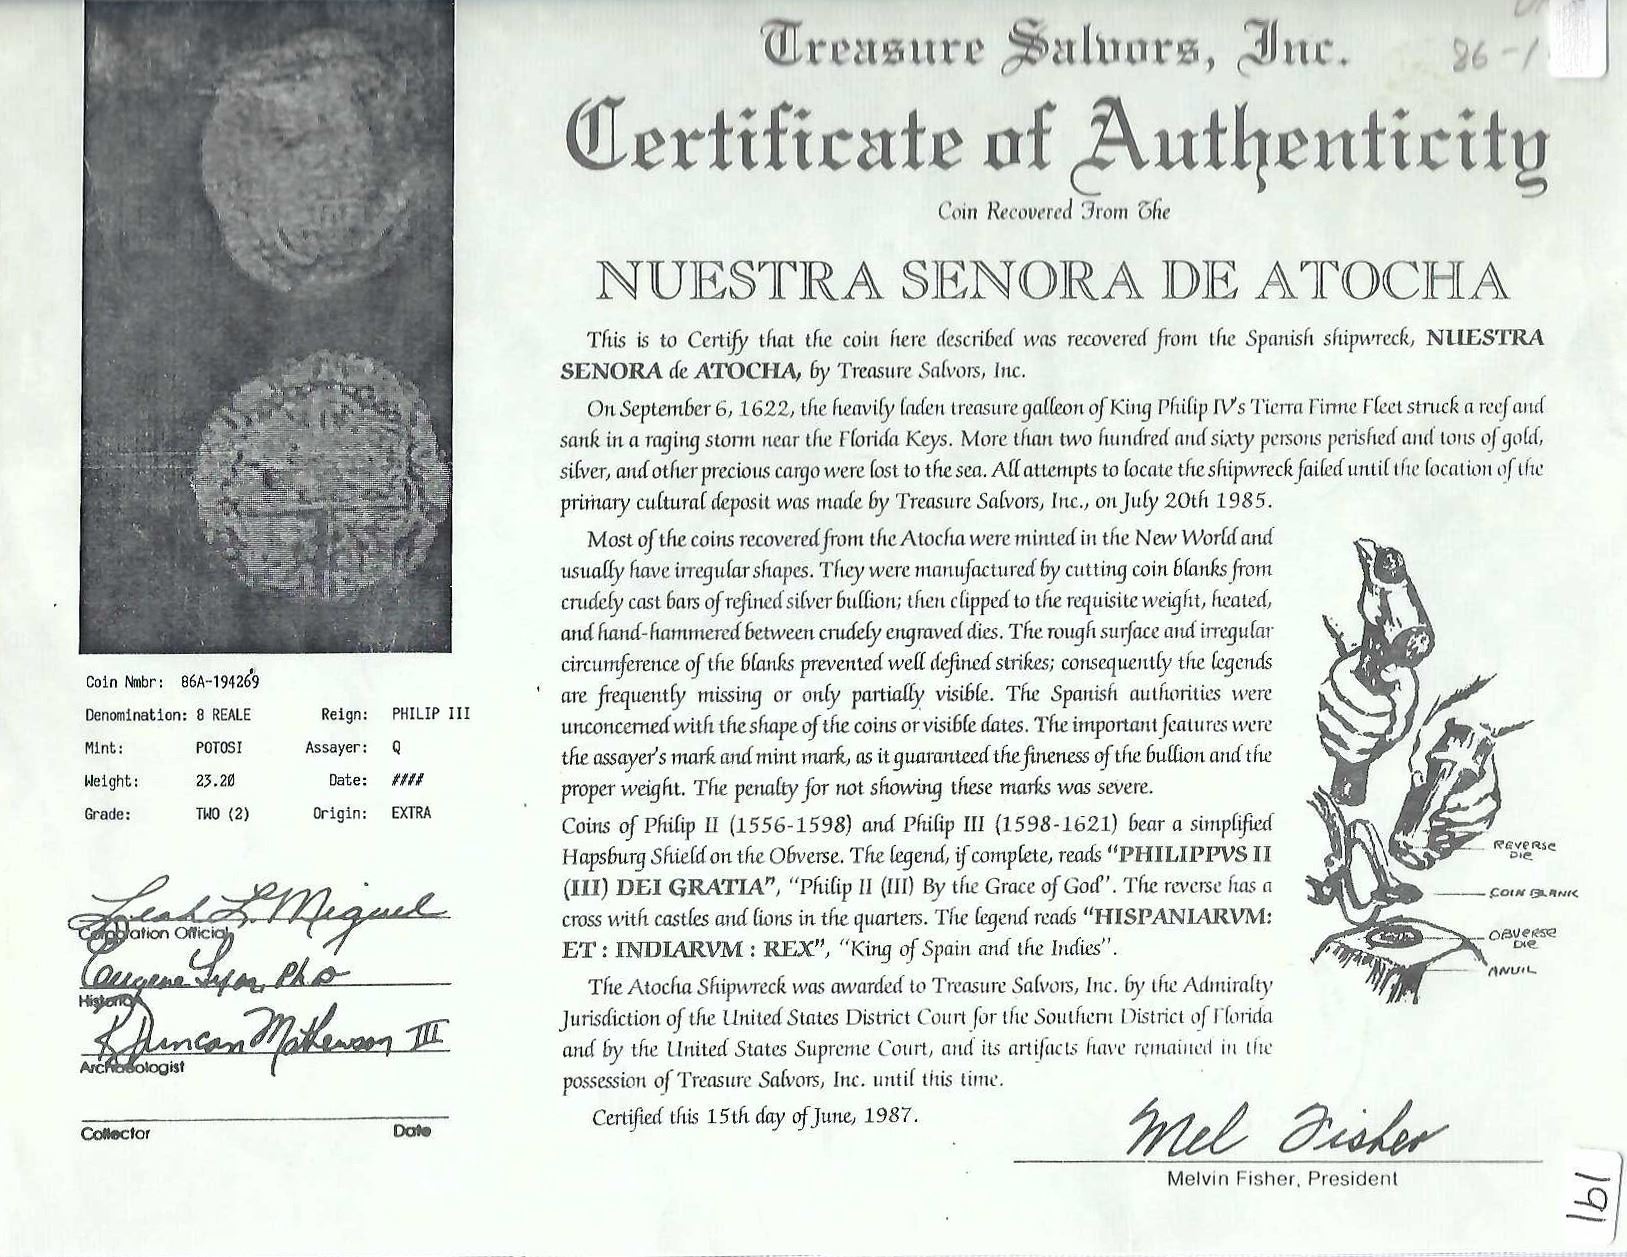 Treasure Salvors, Inc.
86-1
Certificate of Authenticity
Coin Recovered From The
NUESTRA SENORA DE ATOCHA
This is to Certify that the coin here described was recovered from the Spanish shipwreck, NUESTRA
SENORA de ATOCHA, by Treasure Salvors, Inc.
On September 6, 1622, the heavily laden treasure galleon of King Philip IV's Tierra Firme Fleet struck a reef and
sank in a raging storm near the Florida Keys. More than two hundred and sixty persons perished and tons of gold,
silver, and other precious cargo were lost to the sea. All attempts to locate the shipwreck failed until the location of the
primary cultural deposit was made by Treasure Salvors, Inc., on July 20th 1985.
Most of the coins recovered from the Atocha were minted in the New World and
usually have irregular shapes. They were manufactured by cutting coin blanks from
crudely cast bars of refined silver bullion; then clipped to the requisite weight, heated,
and hand-hammered between crudely engraved dies. The rough surface and irregular
circumference of the blanks prevented well defined strikes; consequently the legends
are frequently missing or only partially visible. The Spanish authorities were
unconcerned with the shape of the coins or visible dates. The important features were
the assayer's mark and mint mark, as it guaranteed the fineness of the bullion and the
proper weight. The penalty for not showing these marks was severe.
Coins of Philip II (1556-1598) and Philip III (1598-1621) bear a simplified
Hapsburg Shield on the Obverse. The legend, if complete, reads "PHILIPPVS II
(III) DEI GRATIA", "Philip II (III) By the Grace of God". The reverse has a
cross with castles and lions in the quarters. The legend reads "HISPANIARVM:
ET : INDIARVM : REX", "King of Spain and the Indies".
The Atocha Shipwreck was awarded to Treasure Salvors, Inc. by the Admiralty
Jurisdiction of the United States District Court for the Southern District of Florida
and by the United States Supreme Court, and its artifacts have remained in the
possession of Treasure Salvors, Inc. until this time.
Certified this 15th day of June, 1987.
REVERSE
DIE
COIN BLANK
OBVERSE
DIE
ANVIL
Mel Fisher
Melvin Fisher, President
Coin Nmbr: 86A-194269
Denomination: 8 REALE Reign: PHILIP III
Mint: POTOSI Assayer: Q
Weight: 23.20 Date: ####
Grade: TWO (2) Origin: EXTRA
Leah L. Miguel
Corporation Official
Eugene Lyon, PhD
Historian
R Duncan Mathewson III
Archaeologist
Collector Date
191